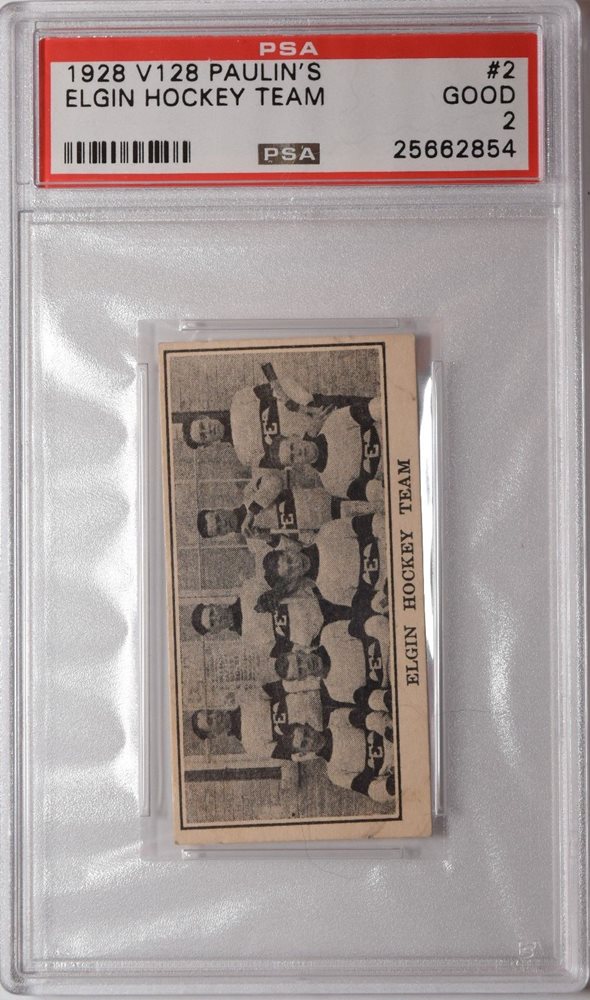 PSA
1928 V128 PAULIN'S #2
ELGIN HOCKEY TEAM GOOD
2
PSA 25662854
ELGIN HOCKEY TEAM
E
E
E
E
E
E
E
E
E